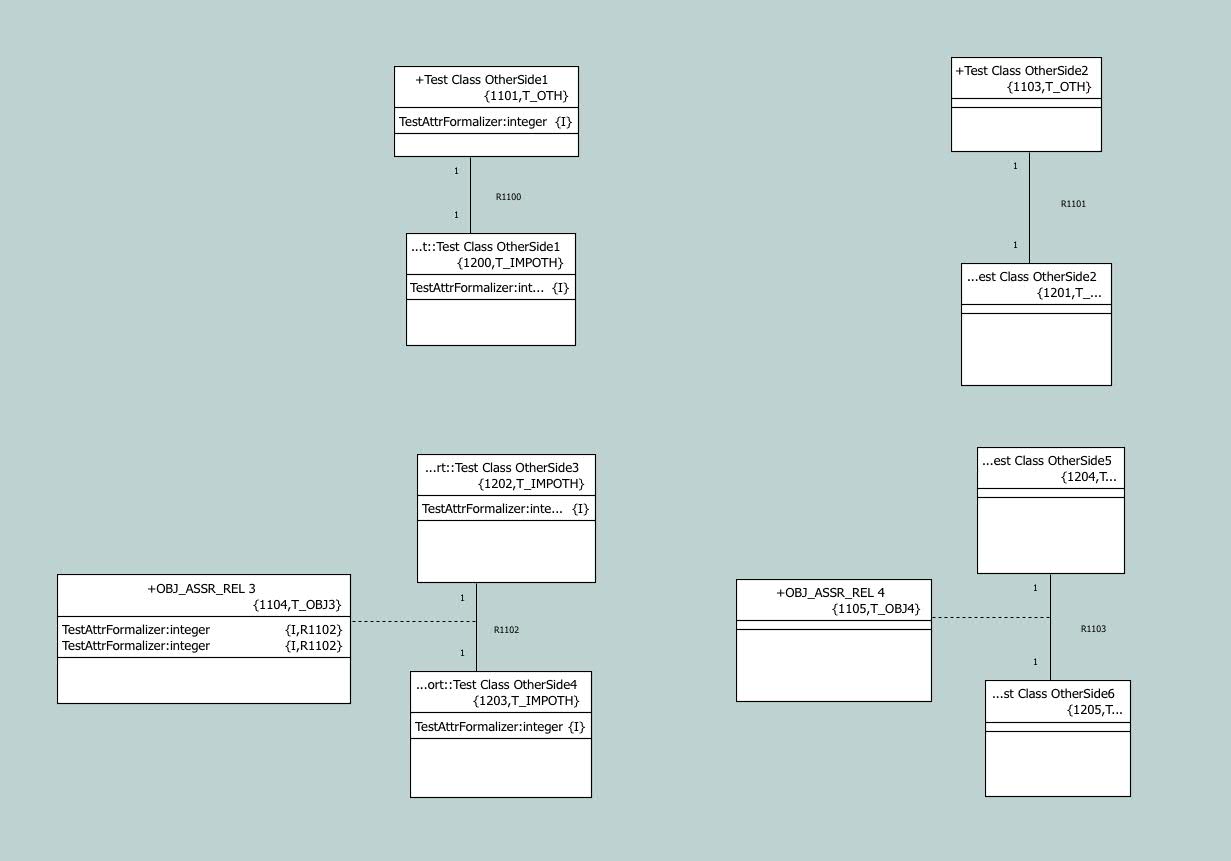 +Test Class OtherSide1
{1101,T_OTH}
TestAttrFormalizer:integer {I}
1
R1100
1
...t::Test Class OtherSide1
{1200,T_IMPOTH}
TestAttrFormalizer:int... {I}
+Test Class OtherSide2
{1103,T_OTH}
1
R1101
1
...est Class OtherSide2
{1201,T_...
...rt::Test Class OtherSide3
{1202,T_IMPOTH}
TestAttrFormalizer:inte... {I}
+OBJ_ASSR_REL 3
{1104,T_OBJ3}
TestAttrFormalizer:integer {I,R1102}
TestAttrFormalizer:integer {I,R1102}
1
R1102
1
...ort::Test Class OtherSide4
{1203,T_IMPOTH}
TestAttrFormalizer:integer {I}
...est Class OtherSide5
{1204,T...
+OBJ_ASSR_REL 4
{1105,T_OBJ4}
1
R1103
1
...st Class OtherSide6
{1205,T...